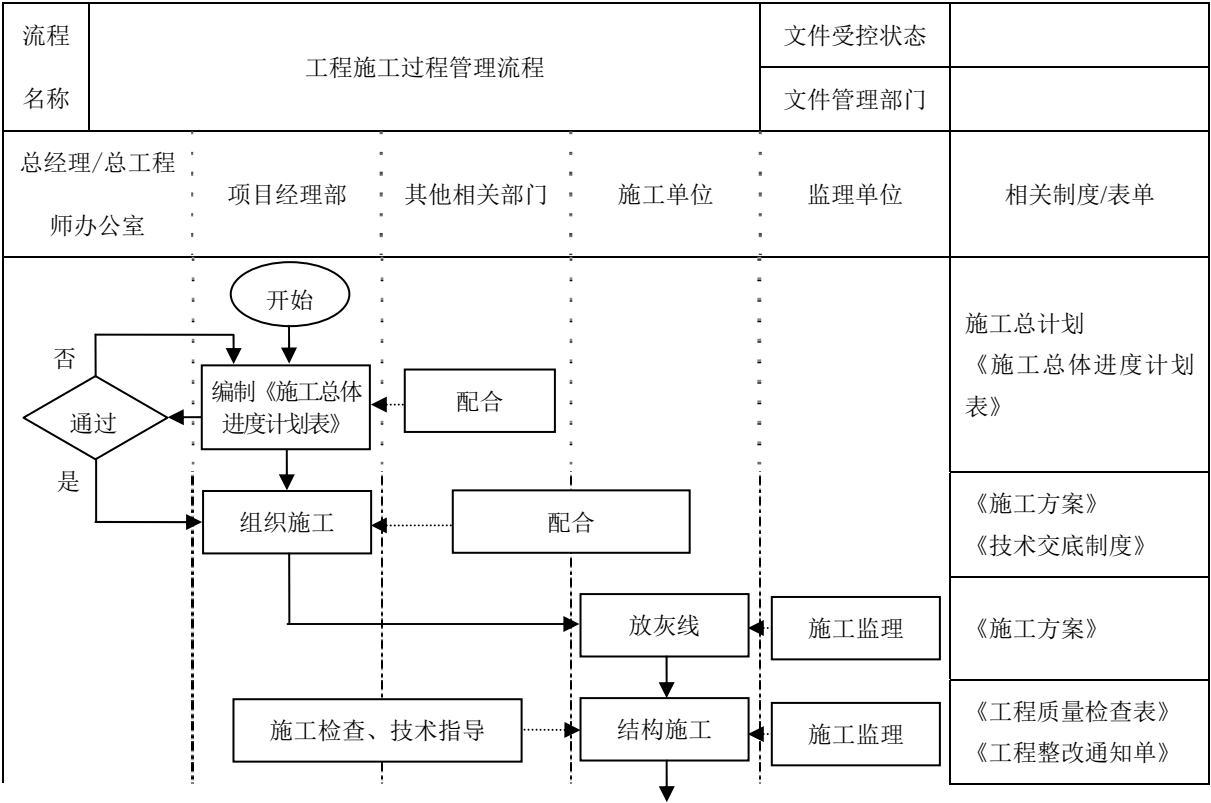 流程
名称
工程施工过程管理流程
文件受控状态
文件管理部门
总经理/总工程
师办公室
项目经理部
其他相关部门
施工单位
监理单位
相关制度/表单
开始
否
通过
是
编制《施工总体
进度计划表》
配合
施工总计划
《施工总体进度计划
表》
组织施工
配合
《施工方案》
《技术交底制度》
放灰线
施工监理
《施工方案》
施工检查、技术指导
结构施工
施工监理
《工程质量检查表》
《工程整改通知单》